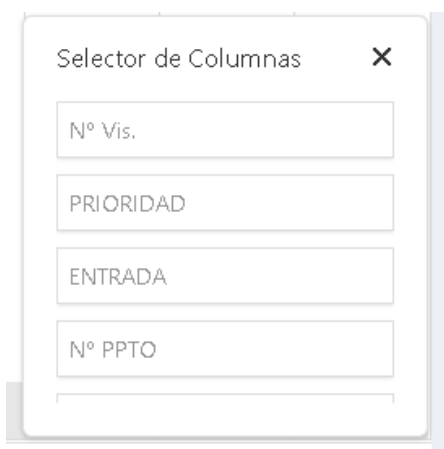 Selector de Columnas
Nº Vis.
PRIORIDAD
ENTRADA
Nº PPTO